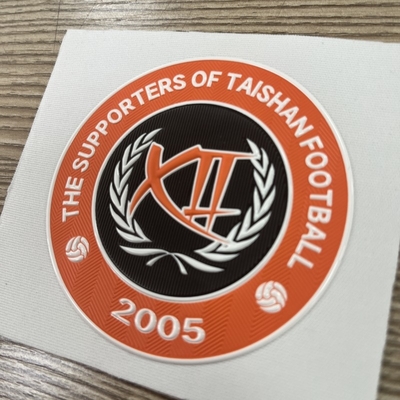 THE SUPPORTERS OF TAISHAN FOOTBALL
XII
2005